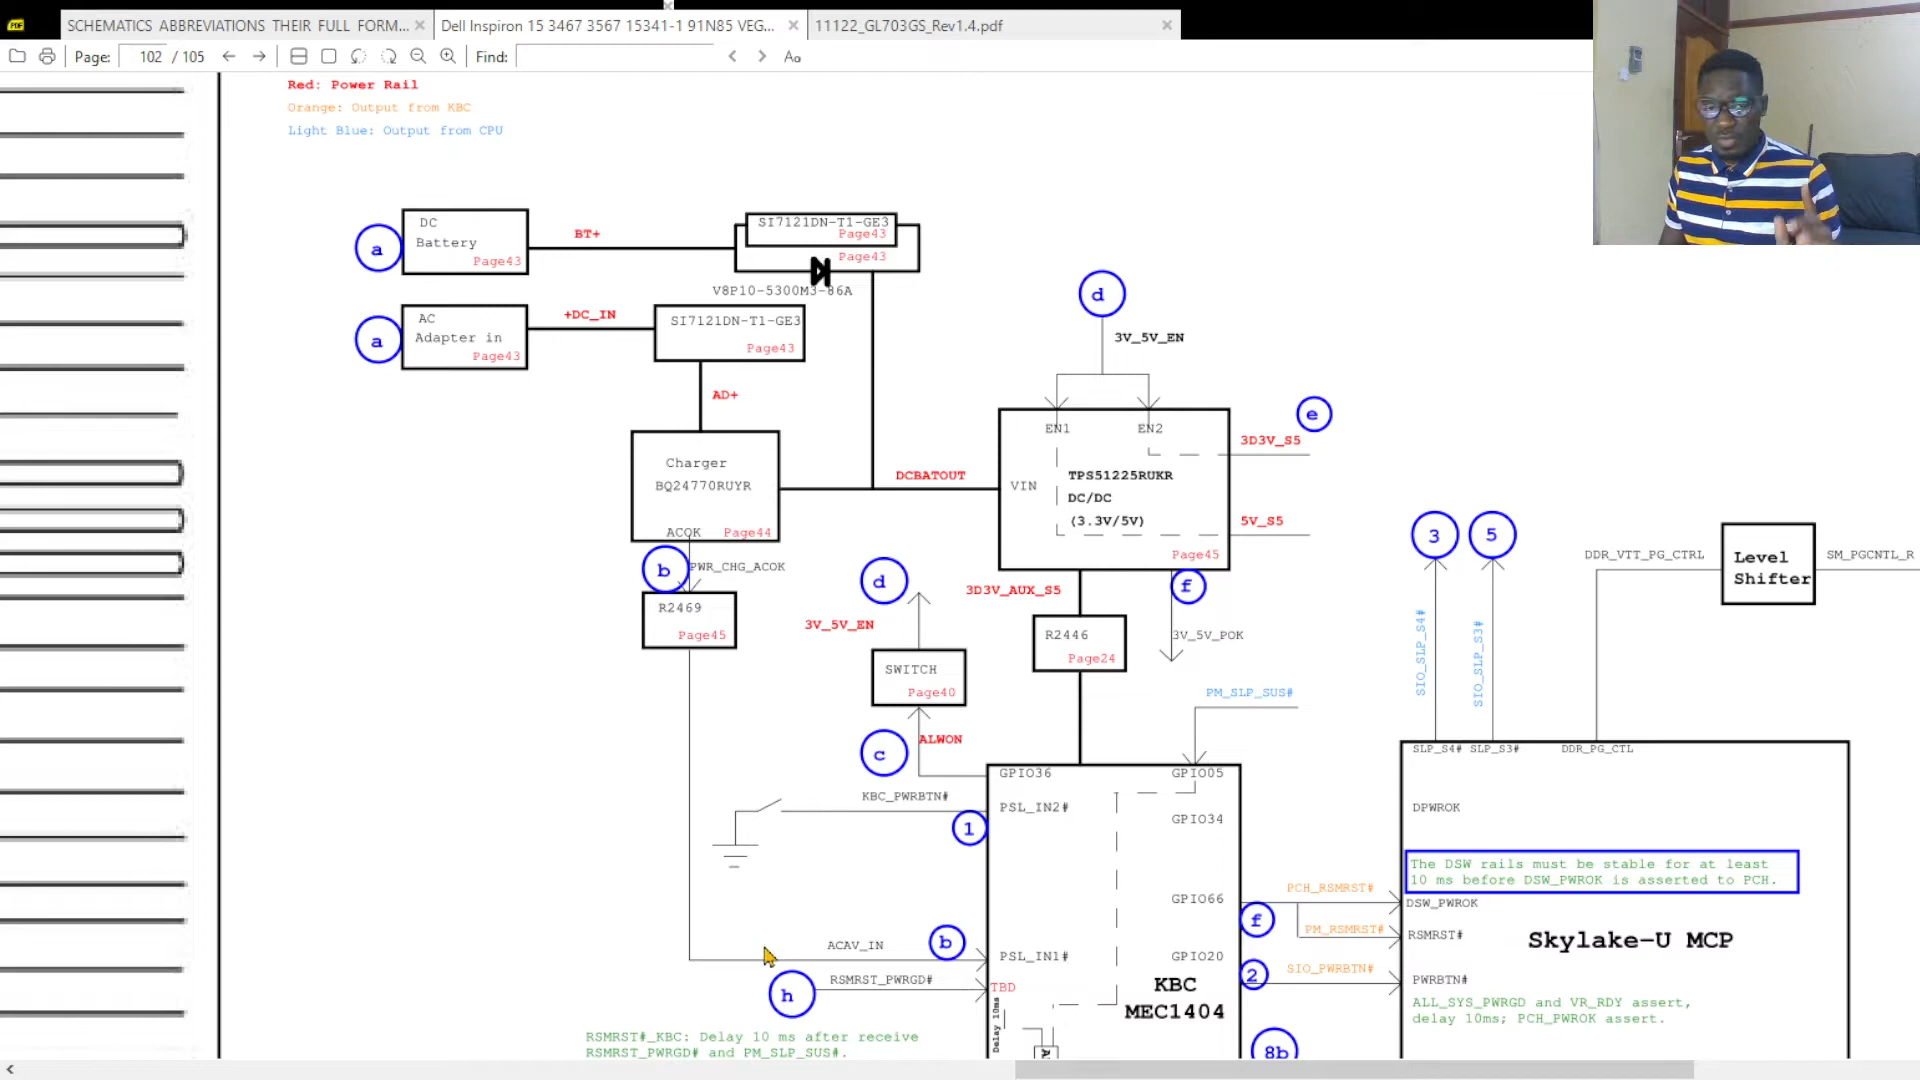 SCHEMATICS ABBREVIATIONS THEIR FULL FORM...
Dell Inspiron 15 3467 3567 15341-1 91N85 VEG...
11122_GL703GS_Rev1.4.pdf
Page: 102 / 105
Find:
Aa
Red: Power Rail
Orange: Output from KBC
Light Blue: Output from CPU
a
DC
Battery
Page43
BT+
SI7121DN-T1-GE3
Page43
Page43
V8P10-5300M3-86A
a
AC
Adapter in
Page43
+DC_IN
SI7121DN-T1-GE3
Page43
AD+
d
3V_5V_EN
Charger
BQ24770RUYR
ACOK
Page44
DCBATOUT
EN1
EN2
VIN
TPS51225RUKR
DC/DC
(3.3V/5V)
Page45
e
3D3V_S5
5V_S5
b
PWR_CHG_ACOK
R2469
Page45
d
3V_5V_EN
3D3V_AUX_S5
f
R2446
Page24
3V_5V_POK
3
5
SIO_SLP_S4#
SIO_SLP_S3#
DDR_VTT_PG_CTRL
Level
Shifter
SM_PGCNTL_R
SWITCH
Page40
PM_SLP_SUS#
c
ALWON
GPIO36
GPIO05
SLP_S4#
SLP_S3#
DDR_PG_CTL
KBC_PWRBTN#
1
PSL_IN2#
GPIO34
DPWROK
The DSW rails must be stable for at least
10 ms before DSW_PWROK is asserted to PCH.
GPIO66
PCH_RSMRST#
DSW_PWROK
f
PM_RSMRST#
RSMRST#
Skylake-U MCP
ACAV_IN
b
PSL_IN1#
GPIO20
2
SIO_PWRBTN#
PWRBTN#
h
RSMRST_PWRGD#
TBD
KBC
MEC1404
Delay 10ms
ALL_SYS_PWRGD and VR_RDY assert,
delay 10ms; PCH_PWROK assert.
RSMRST#_KBC: Delay 10 ms after receive
RSMRST_PWRGD# and PM_SLP_SUS#.
8b